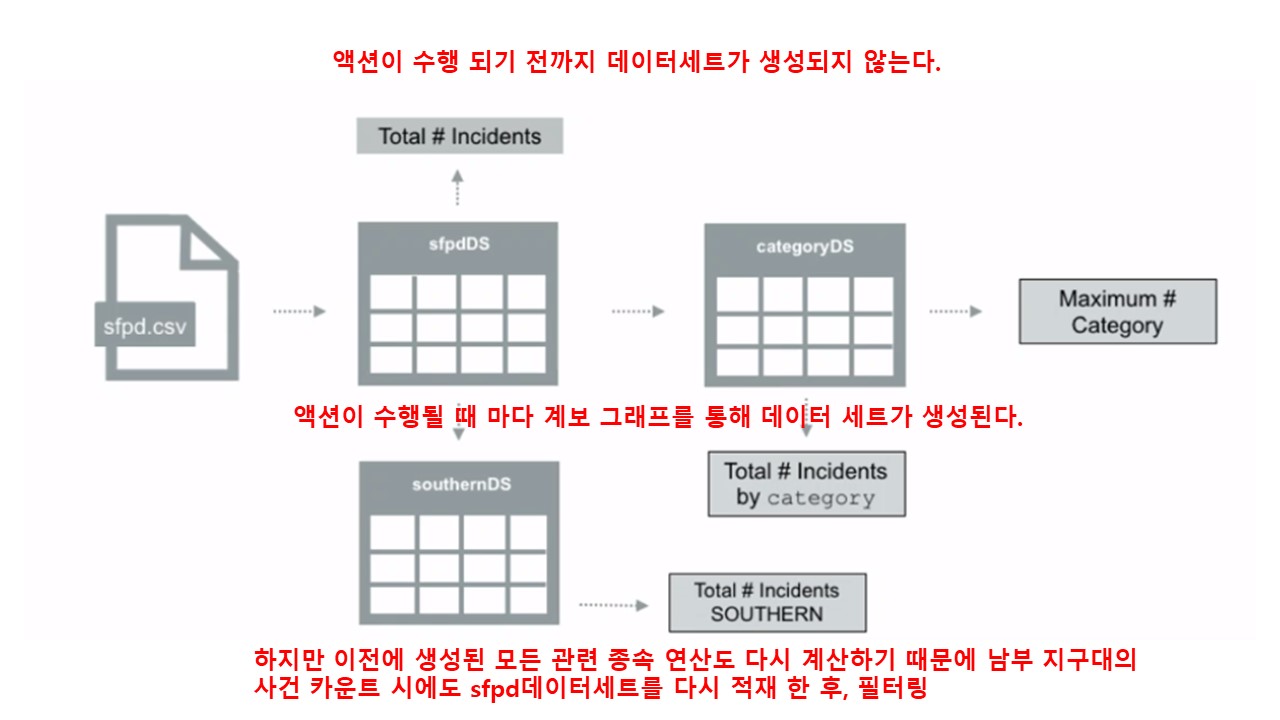 액션이 수행 되기 전까지 데이터세트가 생성되지 않는다.
Total # Incidents
sfpd.csv
sfpdDS
categoryDS
Maximum #
Category
액션이 수행될 때 마다 계보 그래프를 통해 데이터 세트가 생성된다.
southernDS
Total # Incidents
by category
Total # Incidents
SOUTHERN
하지만 이전에 생성된 모든 관련 종속 연산도 다시 계산하기 때문에 남부 지구대의
사건 카운트 시에도 sfpd데이터세트를 다시 적재 한 후, 필터링